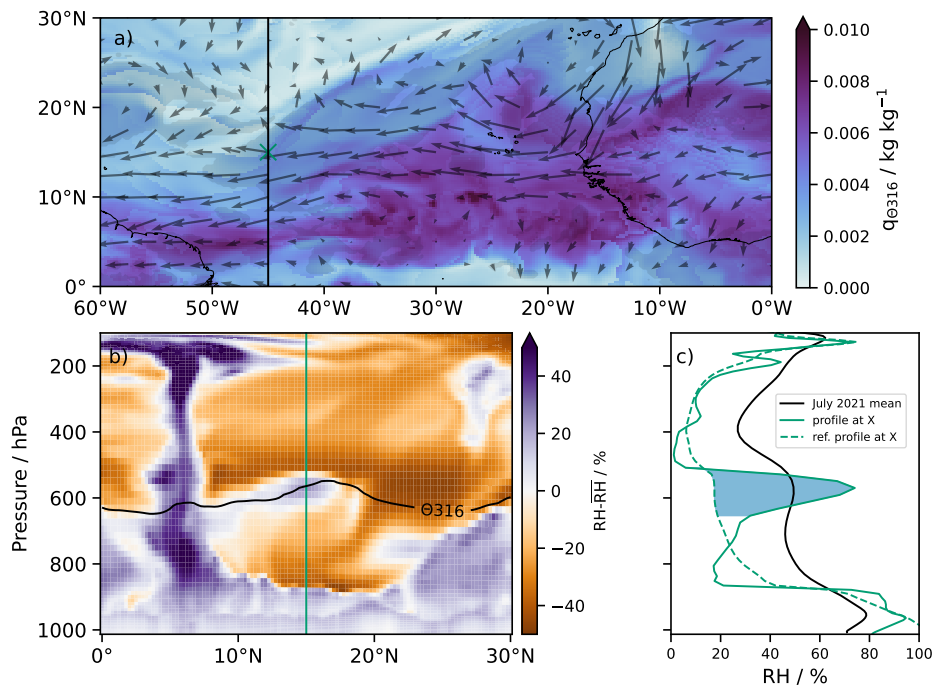 a)
30°N
20°N
10°N
0°
60°W 50°W 40°W 30°W 20°W 10°W 0°W
0.010
0.008
0.006
0.004
0.002
0.000
qΘ316 / kg kg−1
b)
200
400
600
800
1000
Pressure / hPa
Θ316
0° 10°N 20°N 30°N
40
20
0
−20
−40
RH-R̅H̅ / %
c)
July 2021 mean
profile at X
ref. profile at X
0 20 40 60 80 100
RH / %